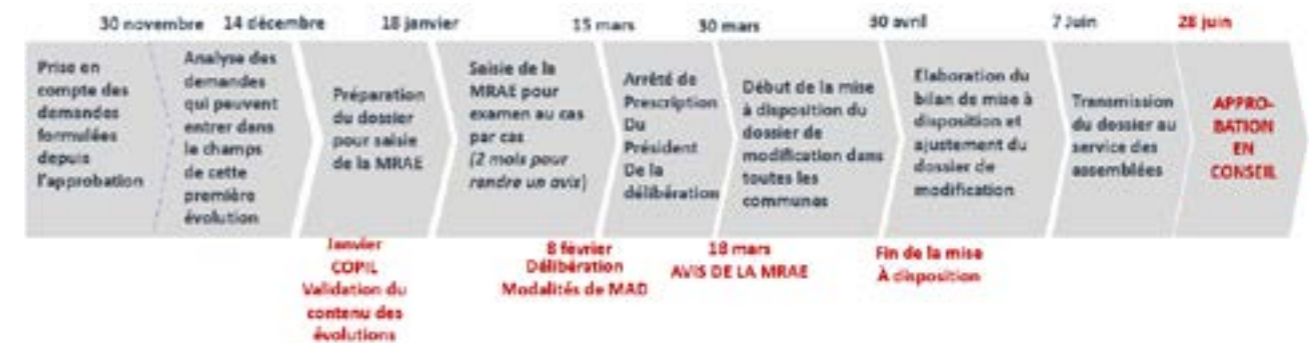 30 novembre
14 décembre
18 janvier
15 mars
30 mars
30 avril
7 Juin
28 juin
Prise en
compte des
demandes
formulées
depuis
l'approbation
Analyse des
demandes
qui peuvent
entrer dans
le champs
de cette
première
évolution
Préparation
du dossier
pour saisie
de la MRAE
Saisie de la
MRAE pour
examen au cas
par cas
(2 mois pour
rendre un avis)
Arrêté de
Prescription
Du
Président
De la
délibération
Début de la mise
à disposition du
dossier de
modification dans
toutes les
communes
Elaboration du
bilan de mise à
disposition et
ajustement du
dossier de
modification
Transmission
du dossier au
service des
assemblées
APPRO-
BATION
EN
CONSEIL
Janvier
COPIL
Validation du
contenu des
évolutions
8 février
Délibération
Modalités de MAD
18 mars
AVIS DE LA MRAE
Fin de la mise
À disposition